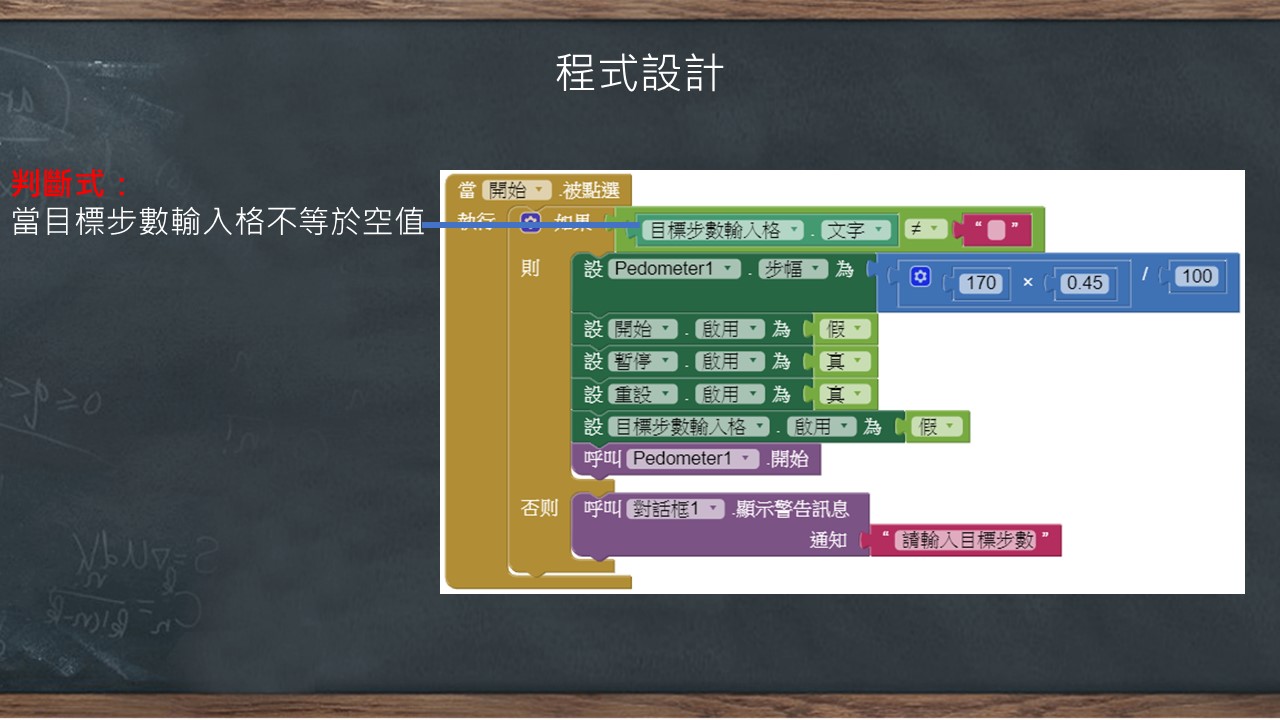 程式設計
判斷式：
當目標步數輸入格不等於空值
當 開始 .被點選
執行 如果 目標步數輸入格 . 文字 ≠ “ ”
則 設 Pedometer1 . 步幅 為 170 × 0.45 / 100
設 開始 . 啟用 為 假
設 暫停 . 啟用 為 真
設 重設 . 啟用 為 真
設 目標步數輸入格 . 啟用 為 假
呼叫 Pedometer1 .開始
否則 呼叫 對話框1 .顯示警告訊息
通知 “ 請輸入目標步數 ”